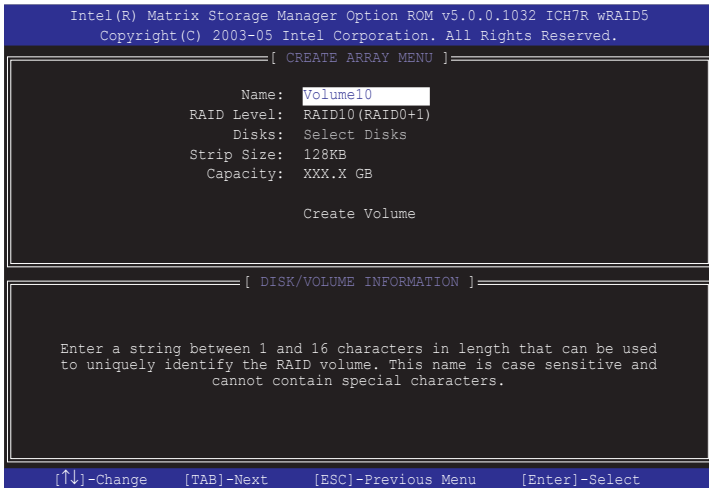 Intel(R) Matrix Storage Manager Option ROM v5.0.0.1032 ICH7R wRAID5
Copyright(C) 2003-05 Intel Corporation. All Rights Reserved.
[ CREATE ARRAY MENU ]
Name: Volume10
RAID Level: RAID10(RAID0+1)
Disks: Select Disks
Strip Size: 128KB
Capacity: XXX.X GB
Create Volume
[ DISK/VOLUME INFORMATION ]
Enter a string between 1 and 16 characters in length that can be used
to uniquely identify the RAID volume. This name is case sensitive and
cannot contain special characters.
[↑↓]-Change [TAB]-Next [ESC]-Previous Menu [Enter]-Select